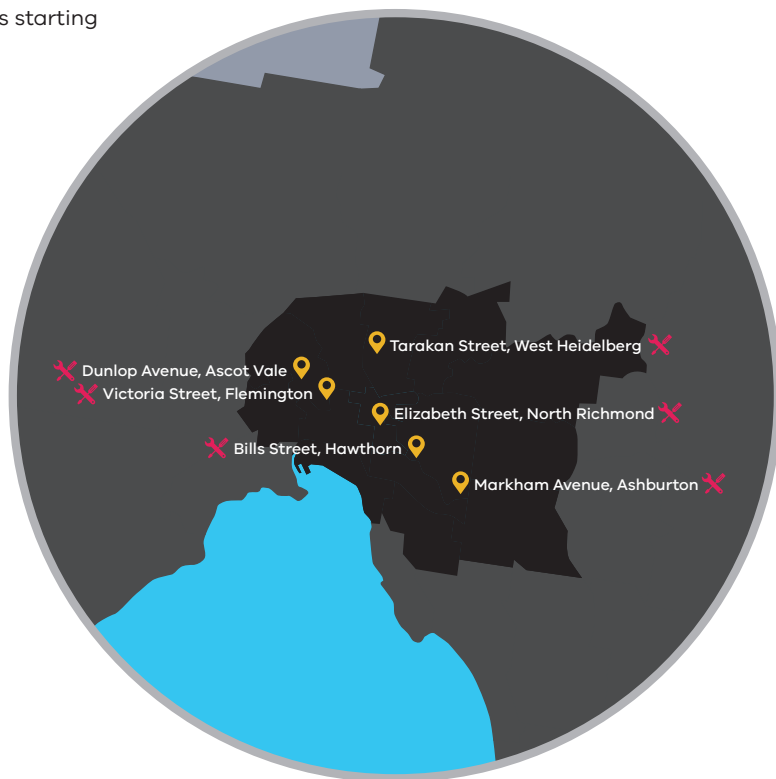 s starting
Tarakan Street, West Heidelberg
Dunlop Avenue, Ascot Vale
Victoria Street, Flemington
Elizabeth Street, North Richmond
Bills Street, Hawthorn
Markham Avenue, Ashburton